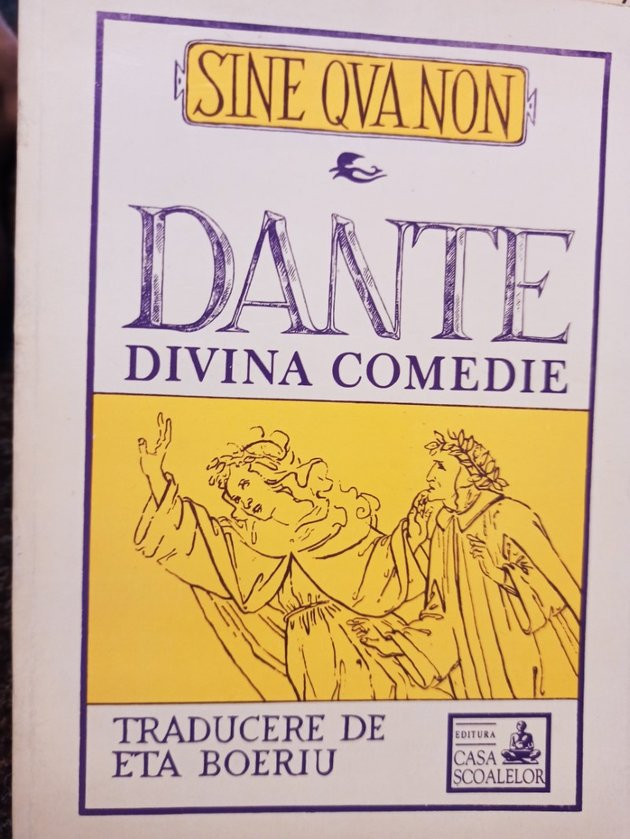 SINE QVA NON
DANTE
DIVINA COMEDIE
TRADUCERE DE
ETA BOERIU
EDITURA
CASA
SCOALELOR